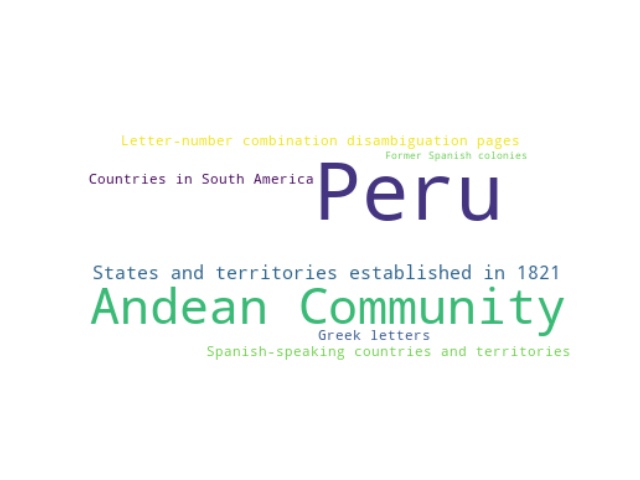 Letter-number combination disambiguation pages
Former Spanish colonies
Countries in South America
Peru
States and territories established in 1821
Andean Community
Greek letters
Spanish-speaking countries and territories